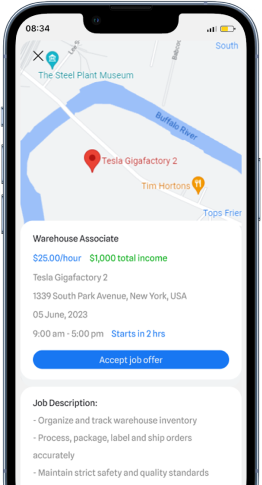 08:34
South
Lee's
Babcoc
The Steel Plant Museum
Buffalo River
Tesla Gigafactory 2
Tim Hortons
Tops Frien
Warehouse Associate
$25.00/hour $1,000 total income
Tesla Gigafactory 2
1339 South Park Avenue, New York, USA
05 June, 2023
9:00 am - 5:00 pm Starts in 2 hrs
Accept job offer
Job Description:
- Organize and track warehouse inventory
- Process, package, label and ship orders
accurately
- Maintain strict safety and quality standards